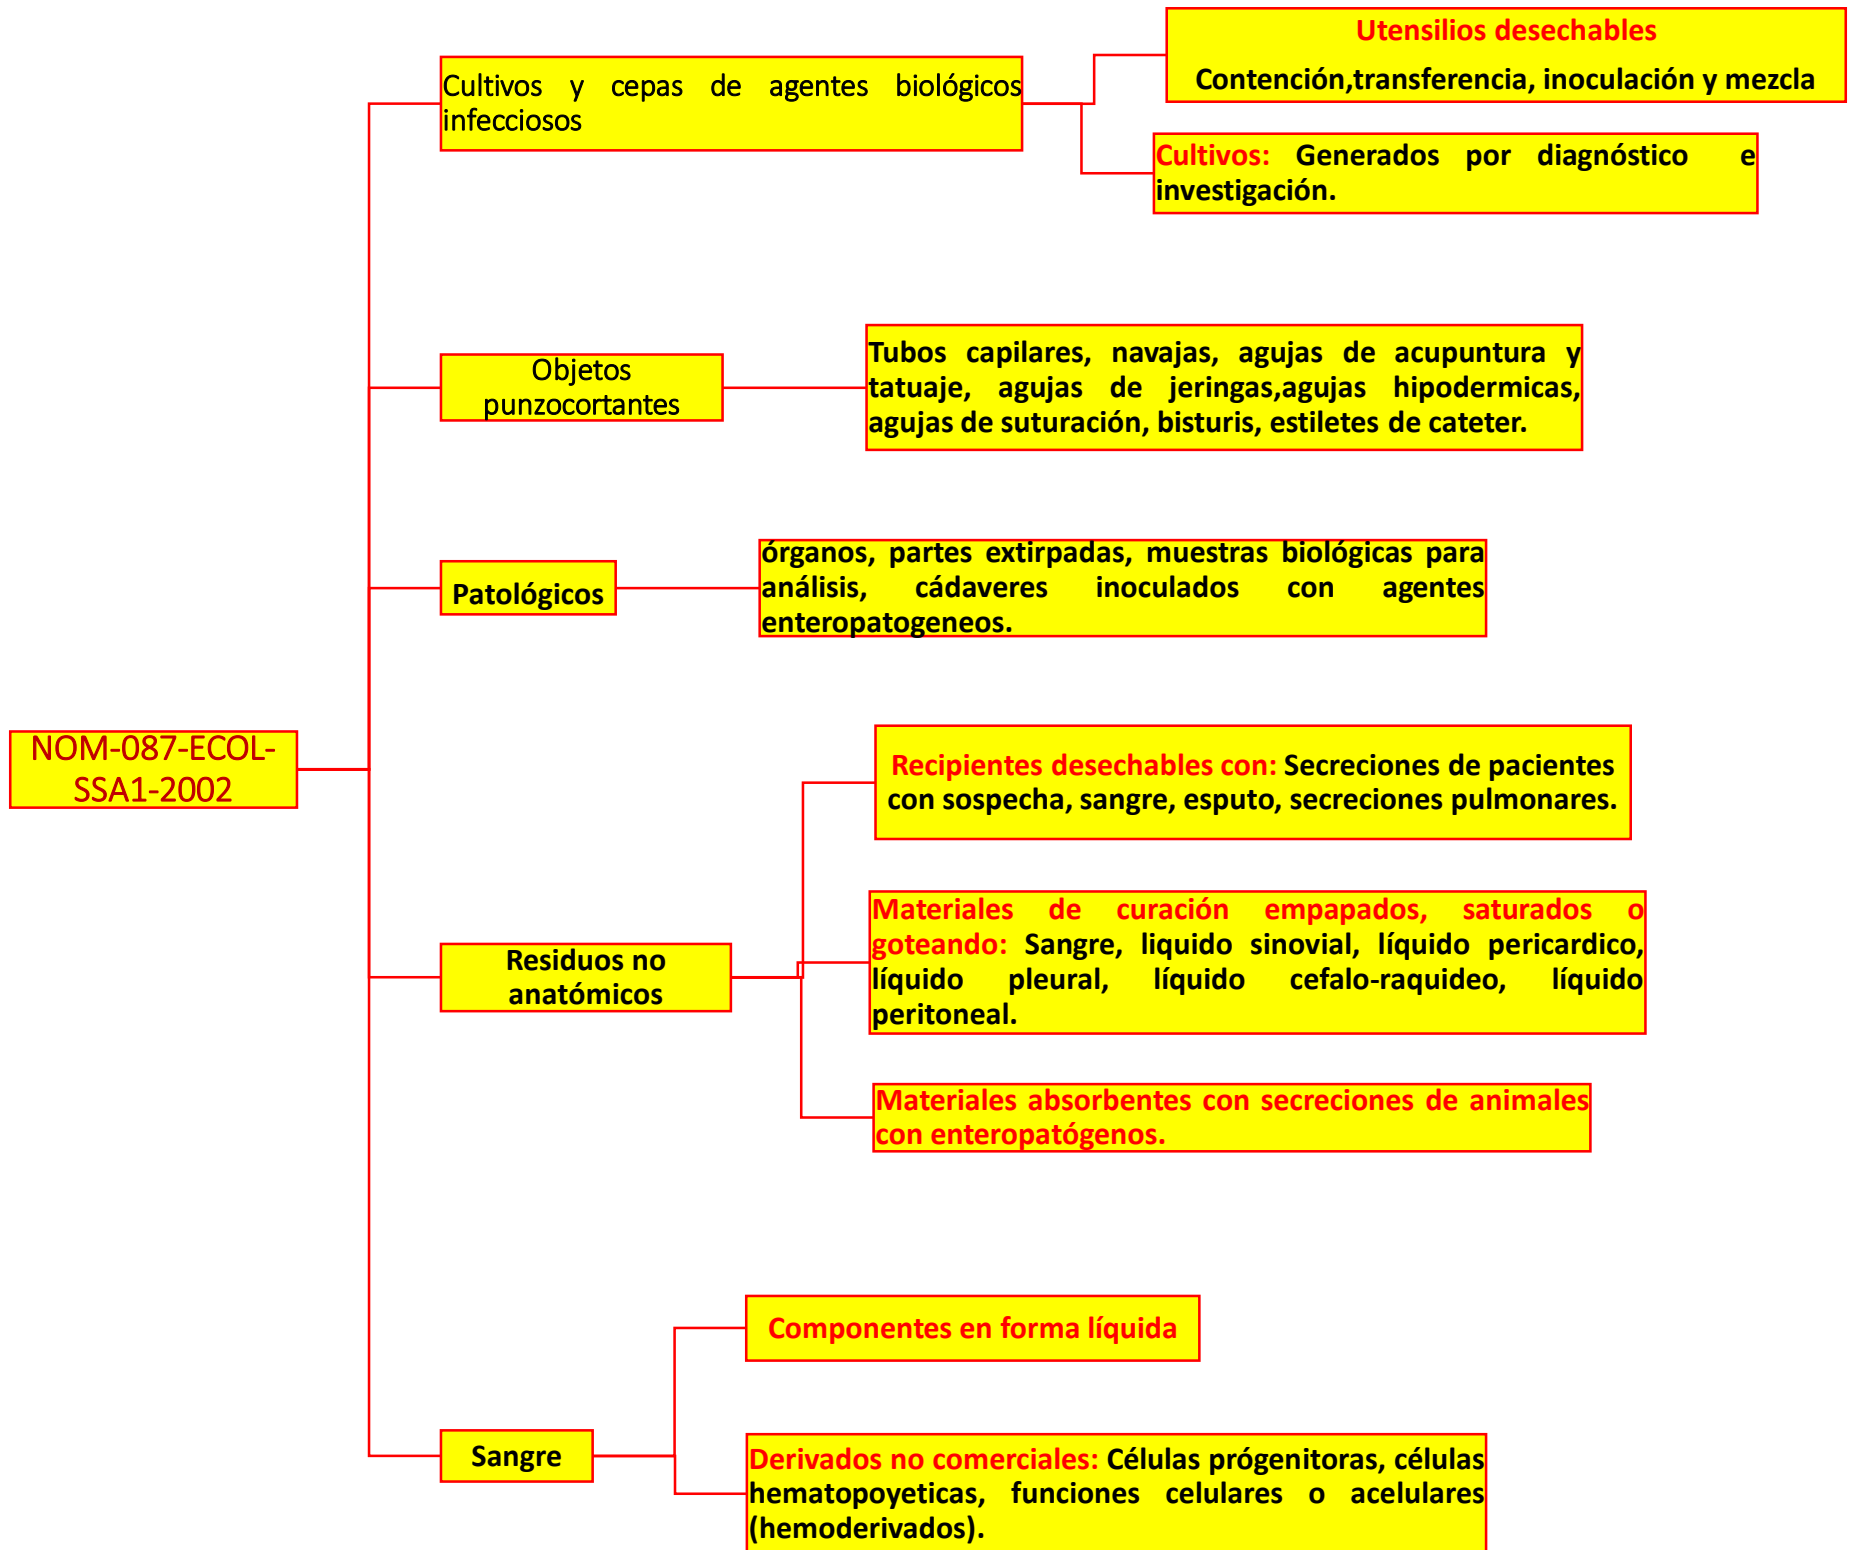 Utensilios desechables
Contención,transferencia, inoculación y mezcla
Cultivos y cepas de agentes biológicos
infecciosos
Cultivos: Generados por diagnóstico e
investigación.
Objetos
punzocortantes
Tubos capilares, navajas, agujas de acupuntura y
tatuaje, agujas de jeringas,agujas hipodermicas,
agujas de suturación, bisturis, estiletes de cateter.
Patológicos
órganos, partes extirpadas, muestras biológicas para
análisis, cádaveres inoculados con agentes
enteropatogeneos.
NOM-087-ECOL-
SSA1-2002
Recipientes desechables con: Secreciones de pacientes
con sospecha, sangre, esputo, secreciones pulmonares.
Residuos no
anatómicos
Materiales de curación empapados, saturados o
goteando: Sangre, liquido sinovial, líquido pericardico,
líquido pleural, líquido cefalo-raquideo, líquido
peritoneal.
Materiales absorbentes con secreciones de animales
con enteropatógenos.
Componentes en forma líquida
Sangre
Derivados no comerciales: Células prógenitoras, células
hematopoyeticas, funciones celulares o acelulares
(hemoderivados).